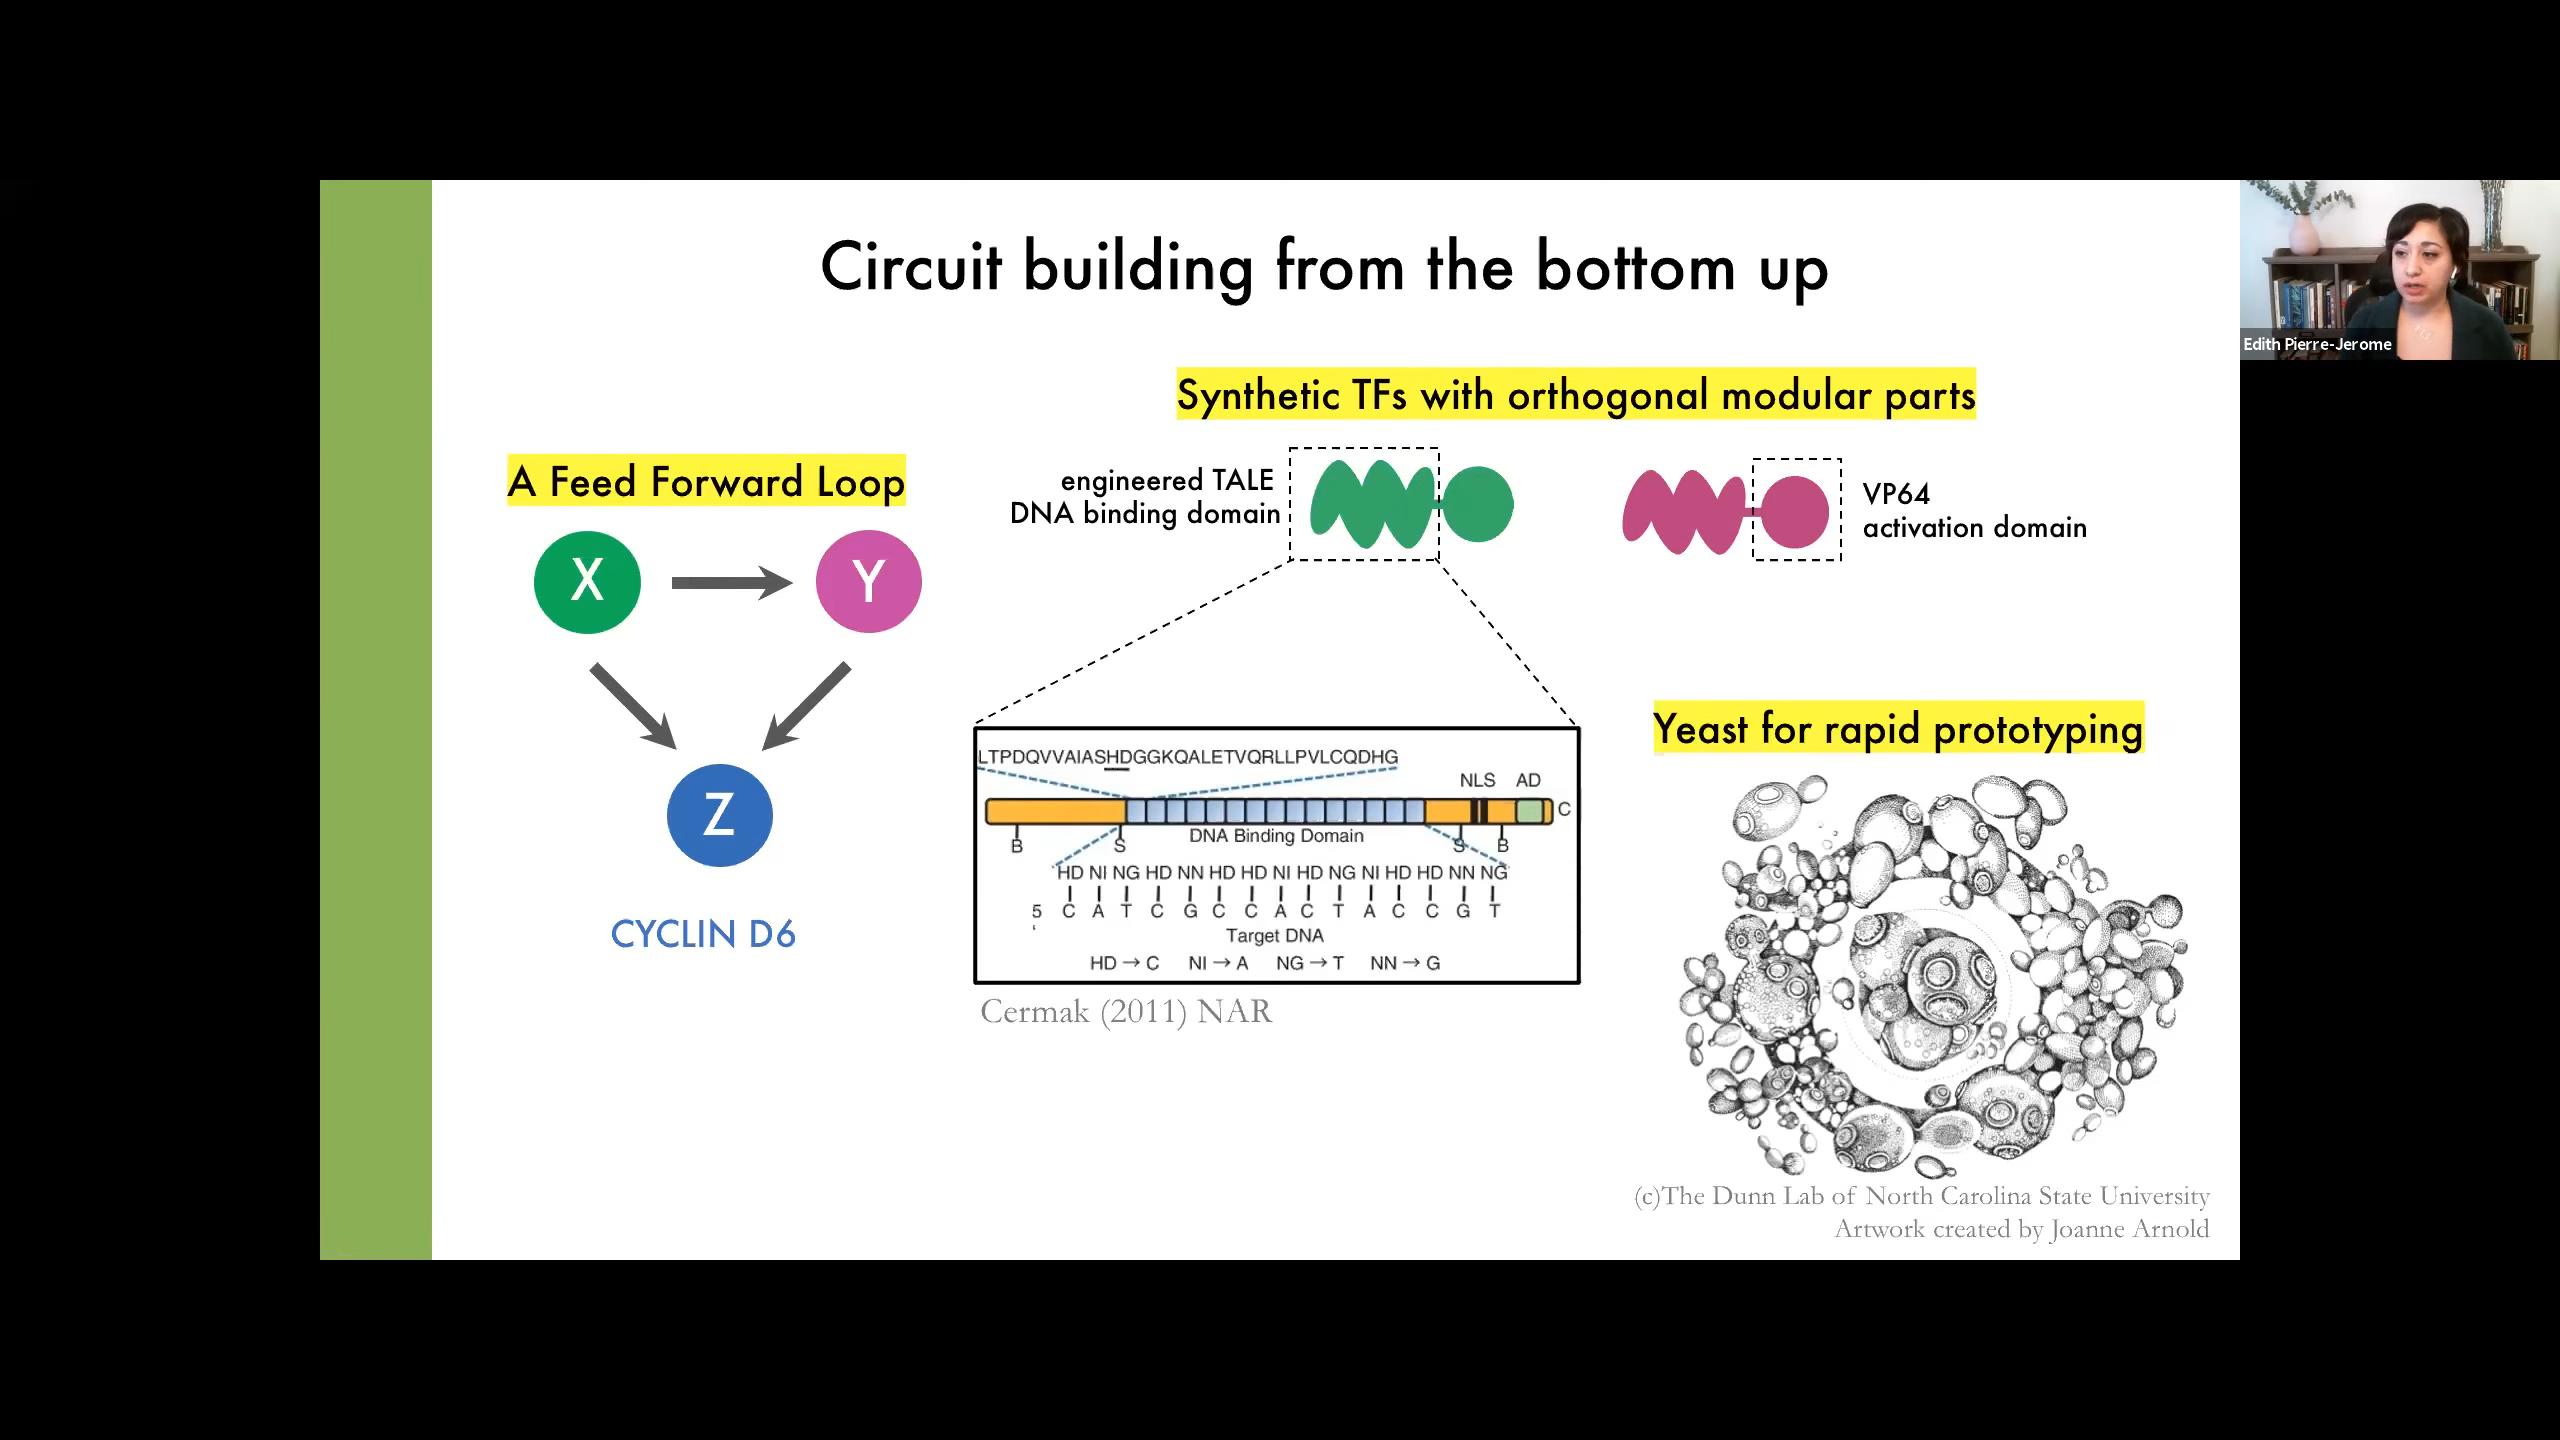 Circuit building from the bottom up
Edith Pierre-Jerome
Synthetic TFs with orthogonal modular parts
A Feed Forward Loop
engineered TALE
DNA binding domain
VP64
activation domain
X
Y
Z
CYCLIN D6
LTPDQVVAIASHDGGKQALETVQRLLPVLCQDHG
NLS AD
C
DNA Binding Domain
B S S B
HD NI NG HD NN HD HD NI HD NG NI HD HD NN NG
5 C A T C G C C A C T A C C G T
'
Target DNA
HD → C NI → A NG → T NN → G
Cermak (2011) NAR
Yeast for rapid prototyping
(c)The Dunn Lab of North Carolina State University
Artwork created by Joanne Arnold